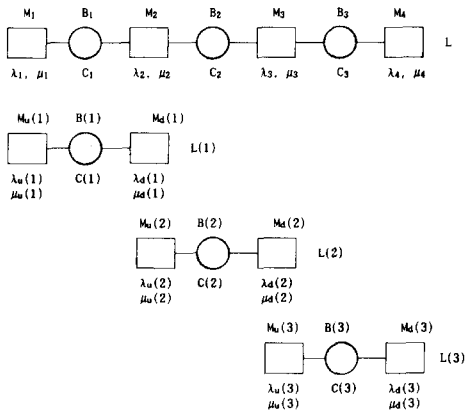 M₁ B₁ M₂ B₂ M₃ B₃ M₄
L
λ₁, μ₁ C₁ λ₂, μ₂ C₂ λ₃, μ₃ C₃ λ₄, μ₄
Mu(1) B(1) Md(1)
L(1)
λu(1) C(1) λd(1)
μu(1) μd(1)
Mu(2) B(2) Md(2)
L(2)
λu(2) C(2) λd(2)
μu(2) μd(2)
Mu(3) B(3) Md(3)
L(3)
λu(3) C(3) λd(3)
μu(3) μd(3)